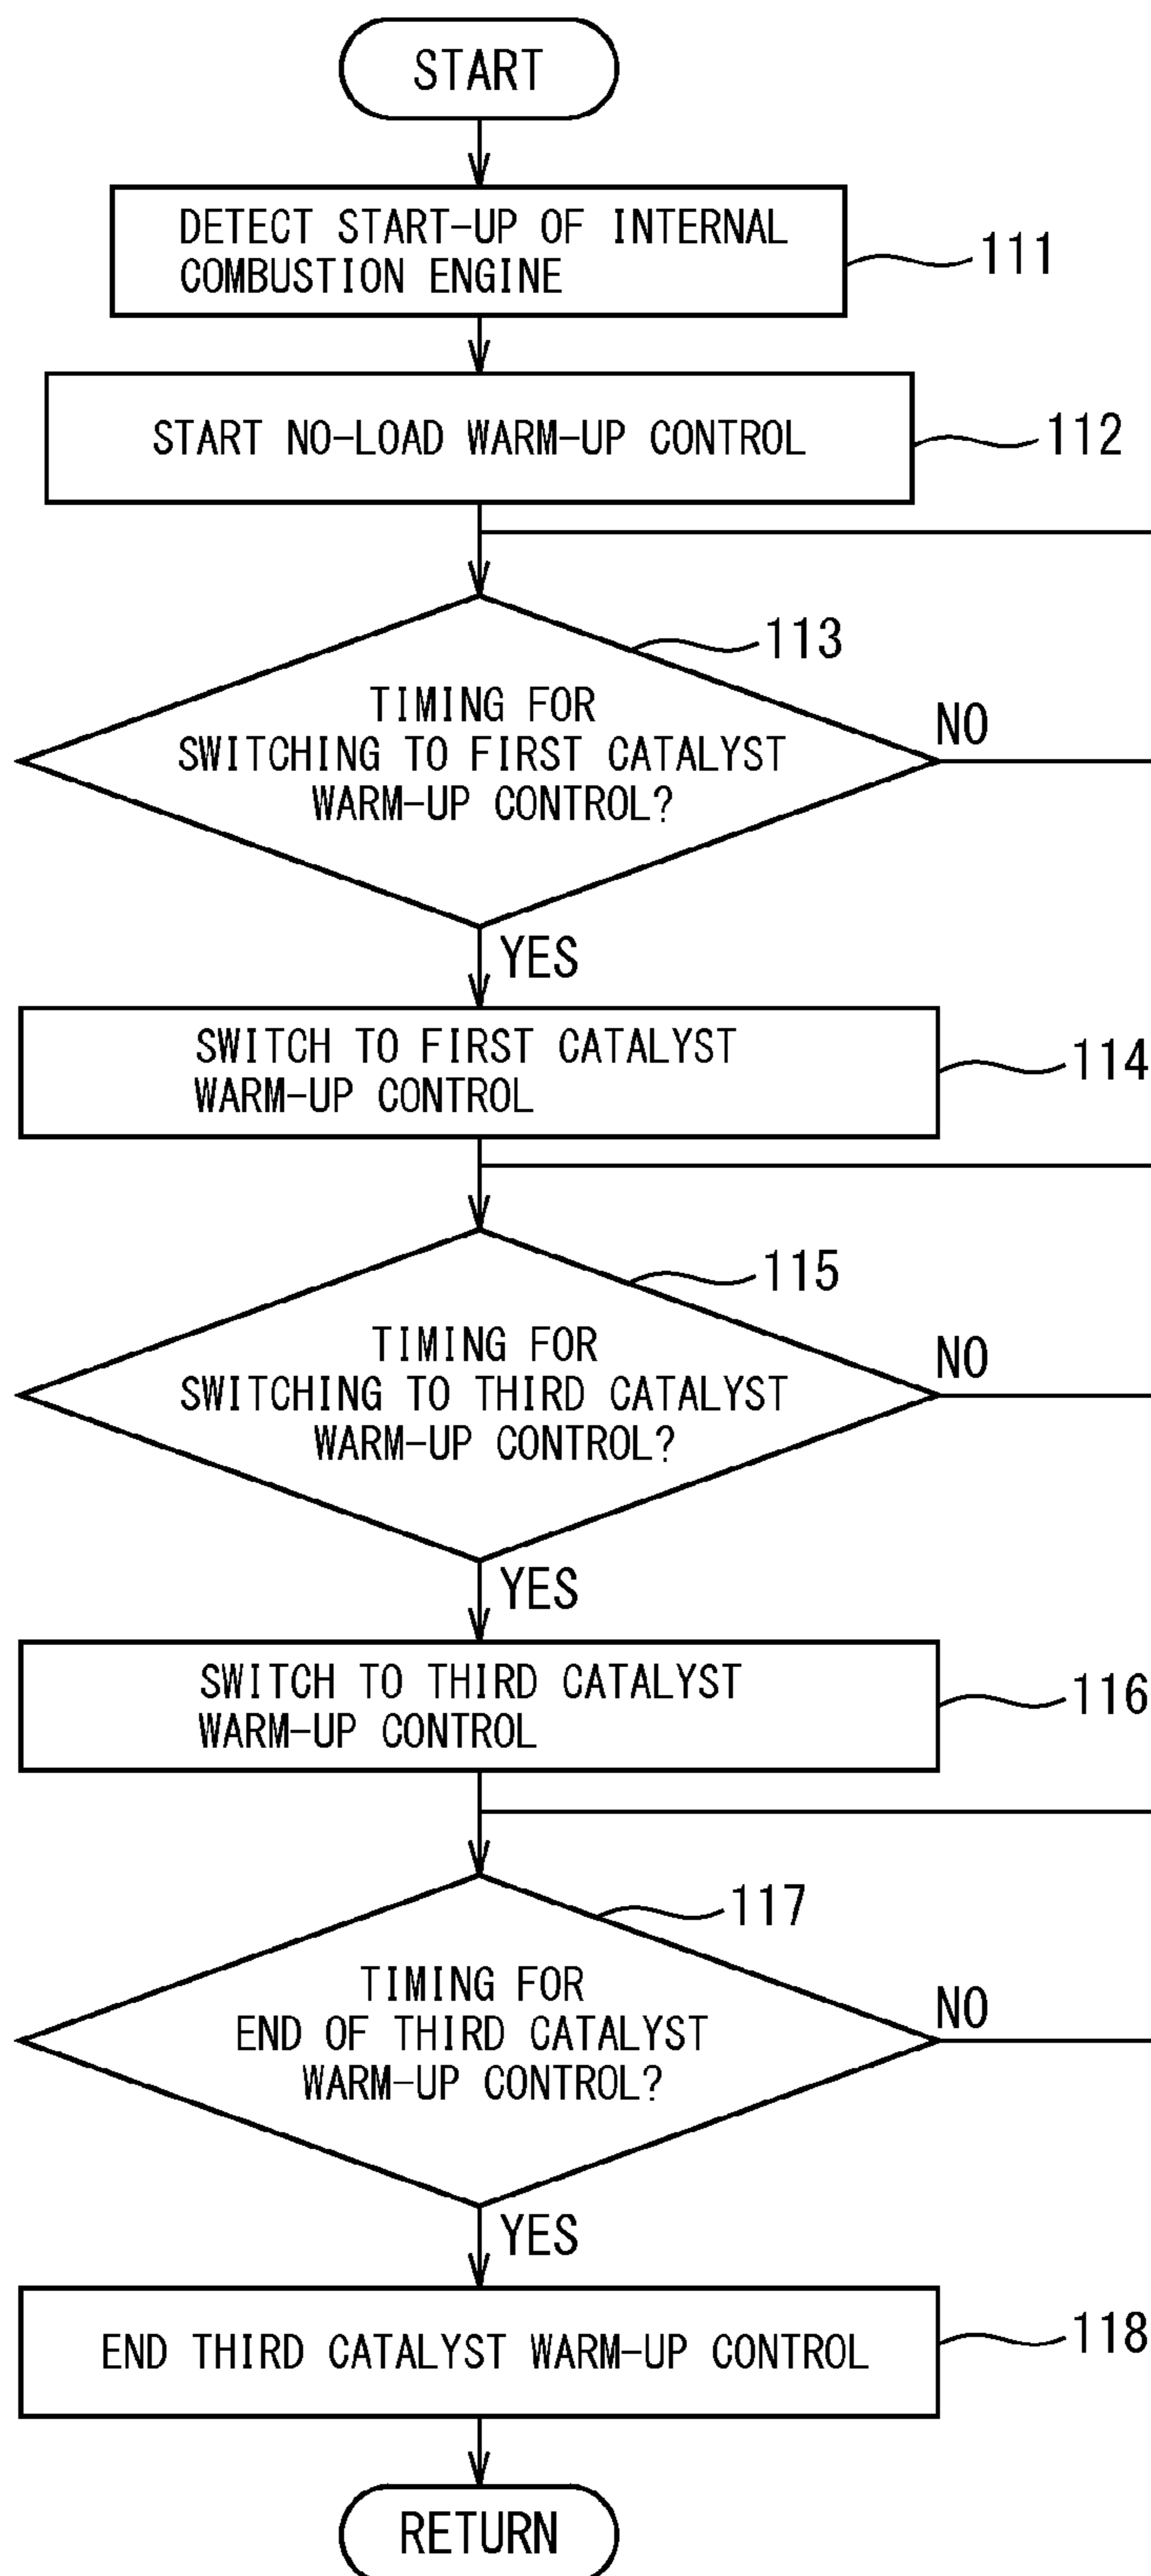 START
DETECT START-UP OF INTERNAL
COMBUSTION ENGINE
111
START NO-LOAD WARM-UP CONTROL
112
113
TIMING FOR
SWITCHING TO FIRST CATALYST
WARM-UP CONTROL?
NO
YES
SWITCH TO FIRST CATALYST
WARM-UP CONTROL
114
115
TIMING FOR
SWITCHING TO THIRD CATALYST
WARM-UP CONTROL?
NO
YES
SWITCH TO THIRD CATALYST
WARM-UP CONTROL
116
117
TIMING FOR
END OF THIRD CATALYST
WARM-UP CONTROL?
NO
YES
END THIRD CATALYST WARM-UP CONTROL
118
RETURN